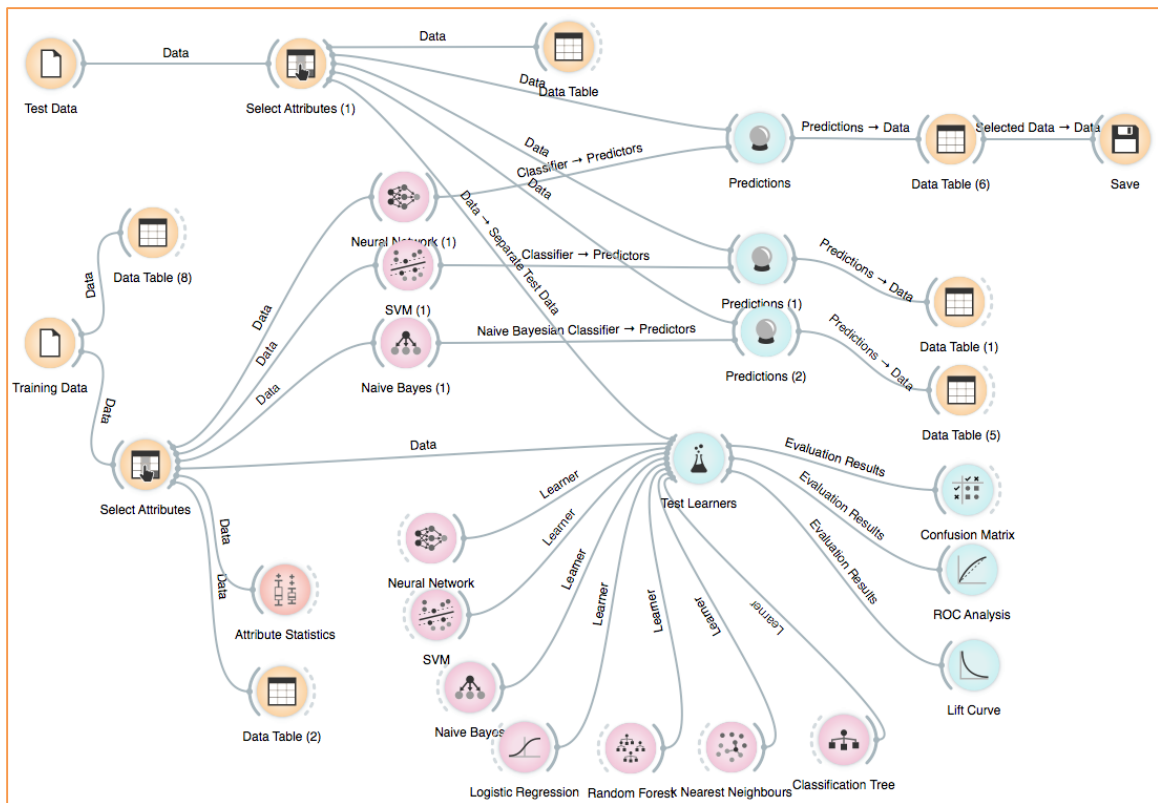 Data
Data
Test Data
Select Attributes (1)
Data Table
Data
Predictions → Data
Selected Data → Data
Data
Classifier → Predictors
Data
Predictions
Data Table (6)
Save
Data → Separate Test Data
Neural Network (1)
Data
Data Table (8)
Classifier → Predictors
Predictions → Data
Data
SVM (1)
Predictions (1)
Naive Bayesian Classifier → Predictors
Data
Data Table (1)
Training Data
Data
Naive Bayes (1)
Predictions (2)
Predictions → Data
Data
Data Table (5)
Data
Evaluation Results
Select Attributes
Test Learners
Learner
Evaluation Results
Confusion Matrix
Data
Learner
Evaluation Results
Neural Network
Data
Learner
Learner
Learner
Learner
Learner
ROC Analysis
Attribute Statistics
SVM
Lift Curve
Data Table (2)
Naive Bayes
Logistic Regression
Random Forest
k Nearest Neighbours
Classification Tree